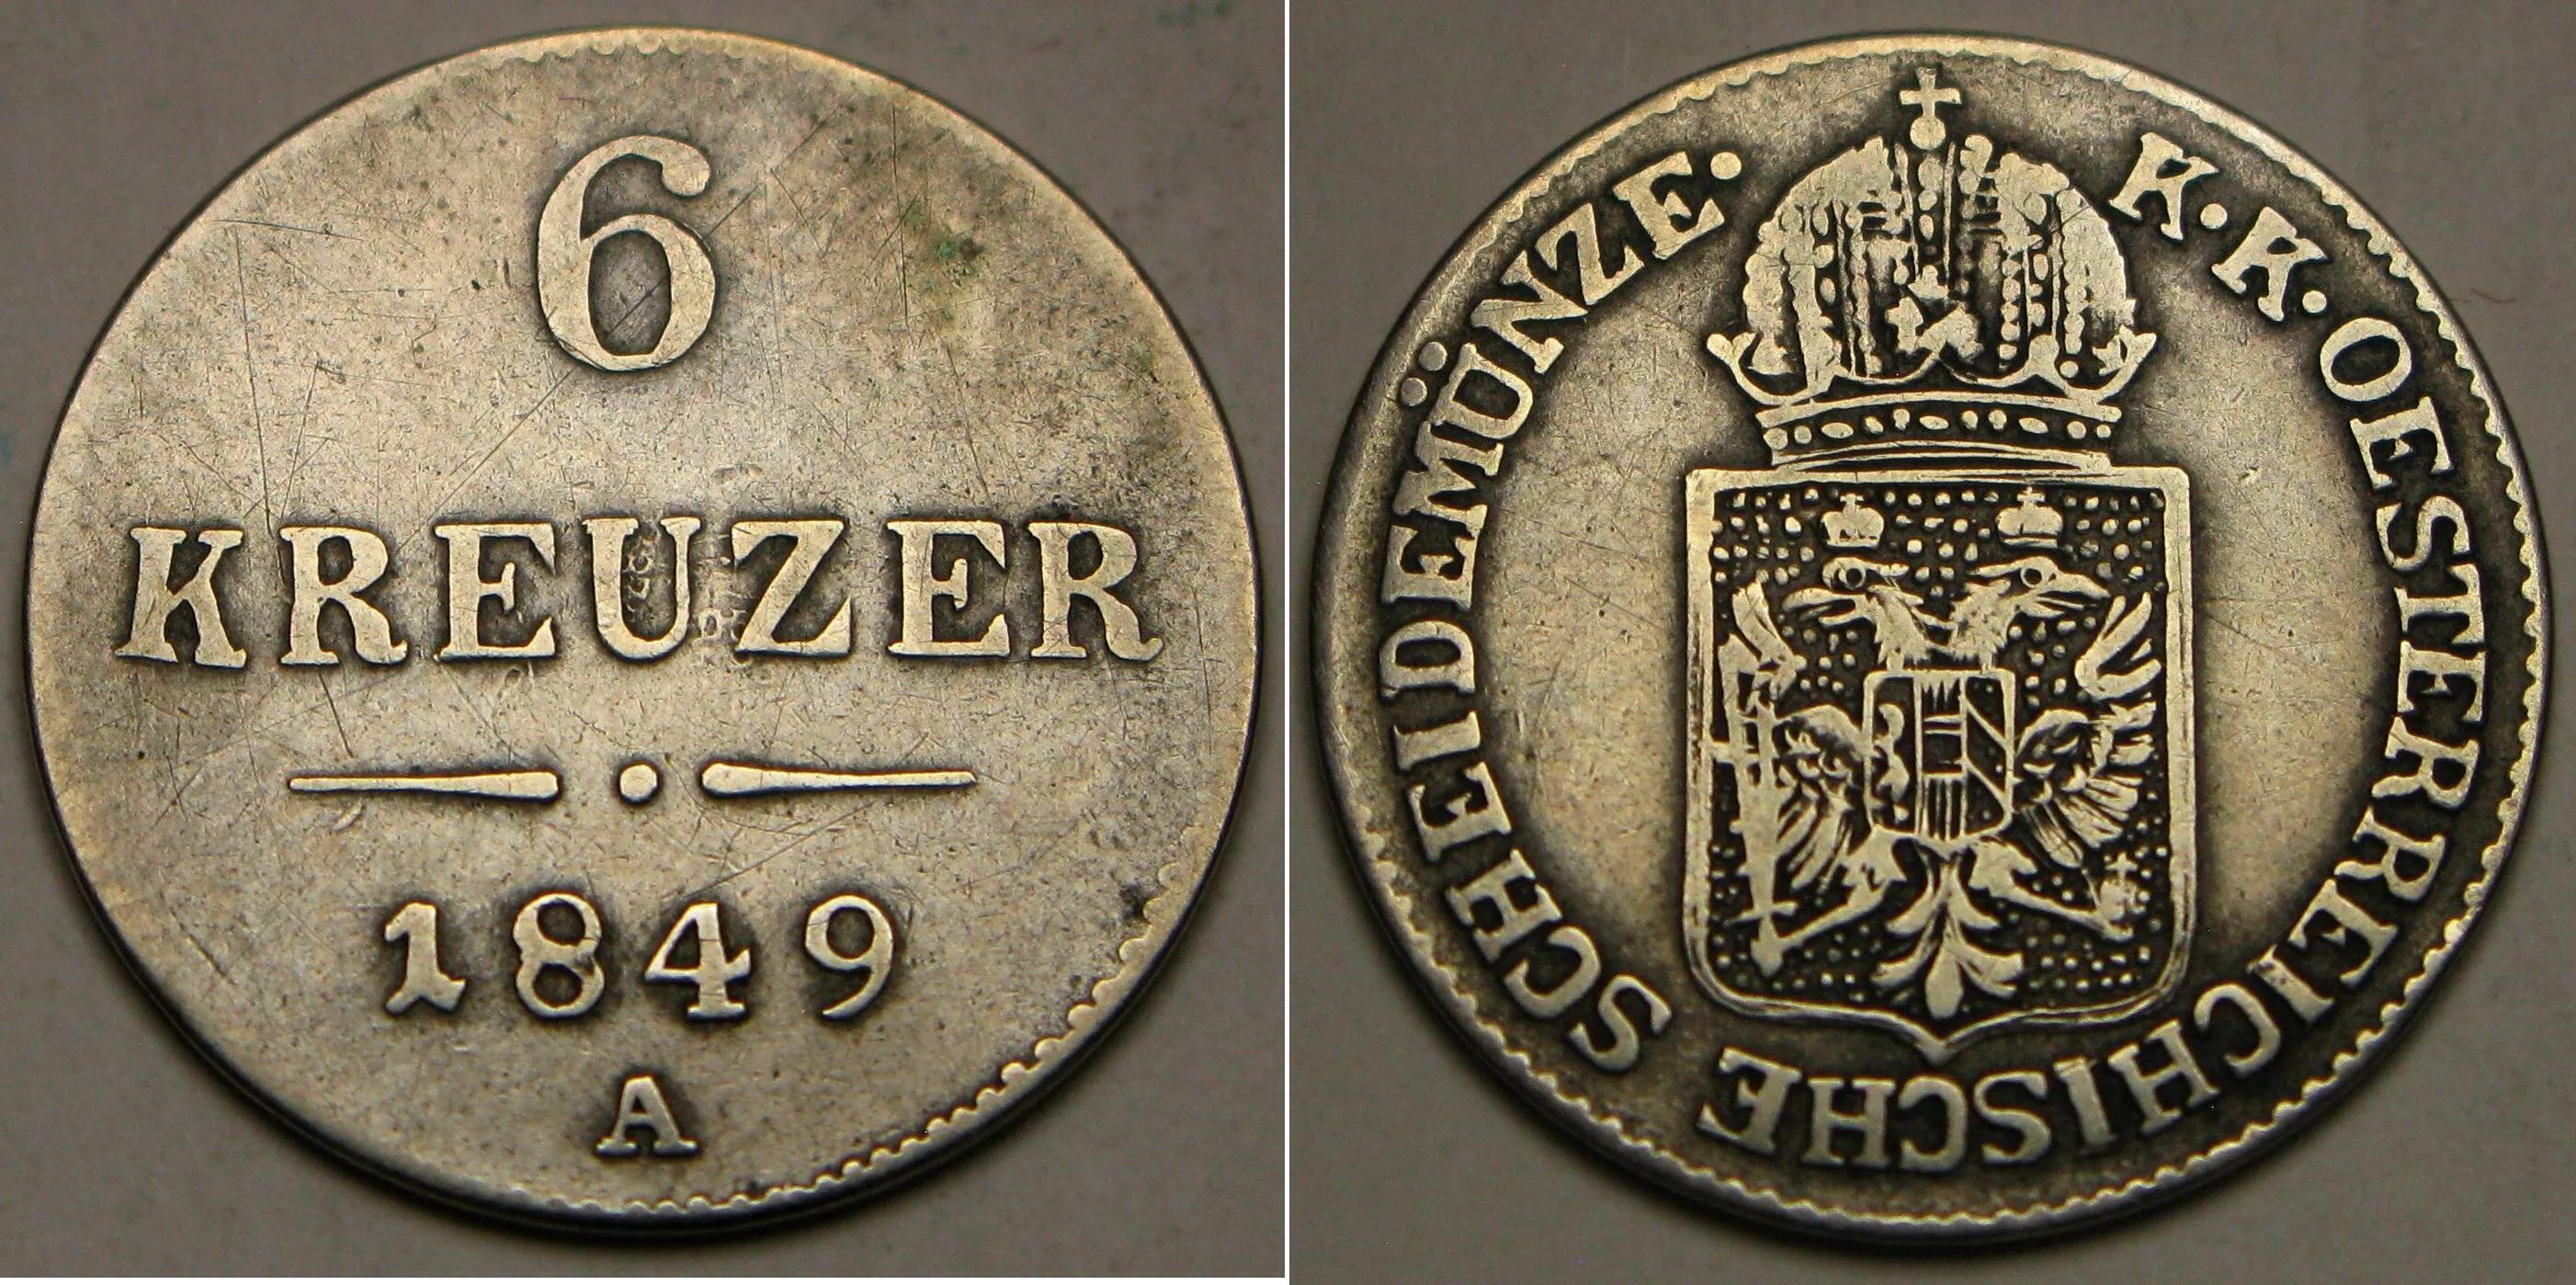 6
KREUZER
1849
A
K·K·OESTERREICHISCHE SCHEIDEMÜNZE·